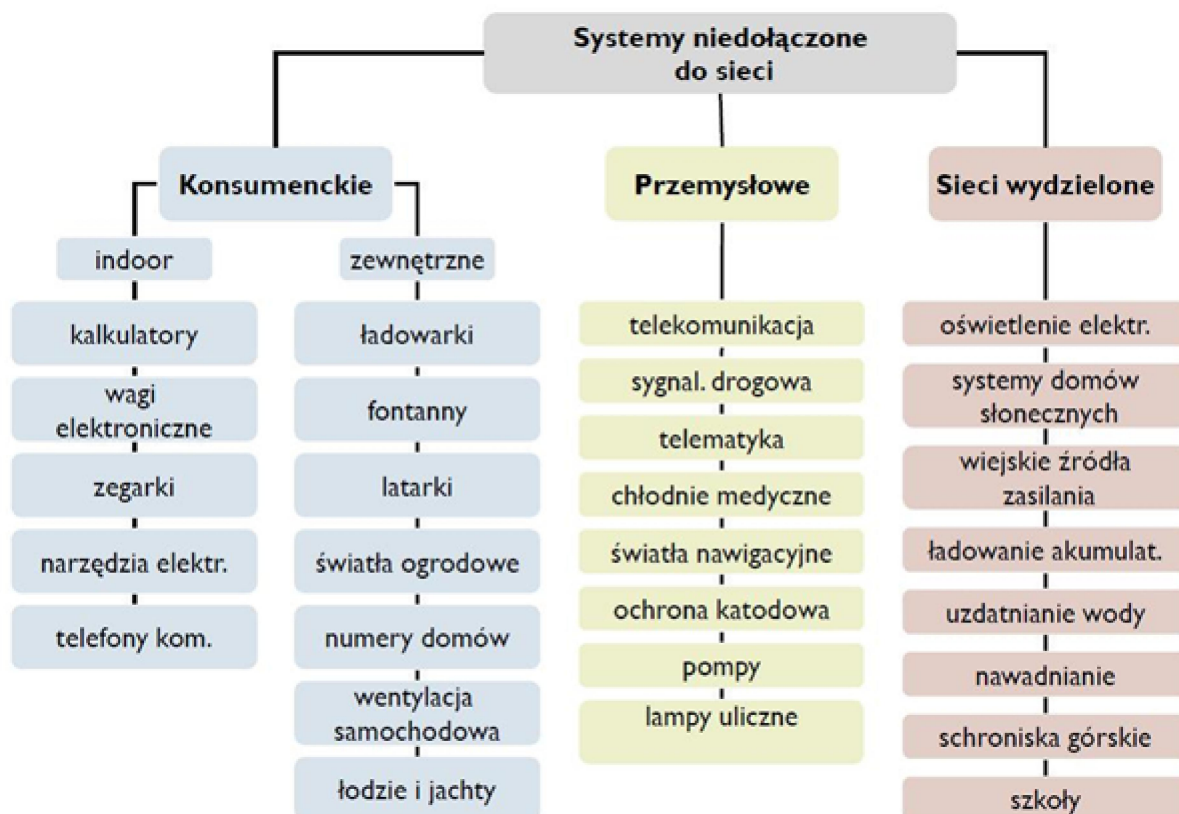 Systemy niedołączone
do sieci
Konsumenckie
indoor
kalkulatory
wagi
elektroniczne
zegarki
narzędzia elektr.
telefony kom.
zewnętrzne
ładowarki
fontanny
latarki
światła ogrodowe
numery domów
wentylacja
samochodowa
łodzie i jachty
Przemysłowe
telekomunikacja
sygnal. drogowa
telematyka
chłodnie medyczne
światła nawigacyjne
ochrona katodowa
pompy
lampy uliczne
Sieci wydzielone
oświetlenie elektr.
systemy domów
słonecznych
wiejskie źródła
zasilania
ładowanie akumulat.
uzdatnianie wody
nawadnianie
schroniska górskie
szkoły